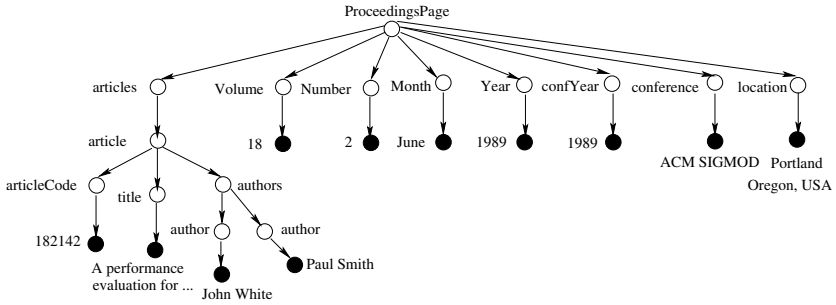 ProceedingsPage
articles
Volume
Number
Month
Year
confYear
conference
location
article
18
2
June
1989
1989
ACM SIGMOD
Portland
Oregon, USA
articleCode
title
authors
182142
author
author
A performance
evaluation for ...
John White
Paul Smith